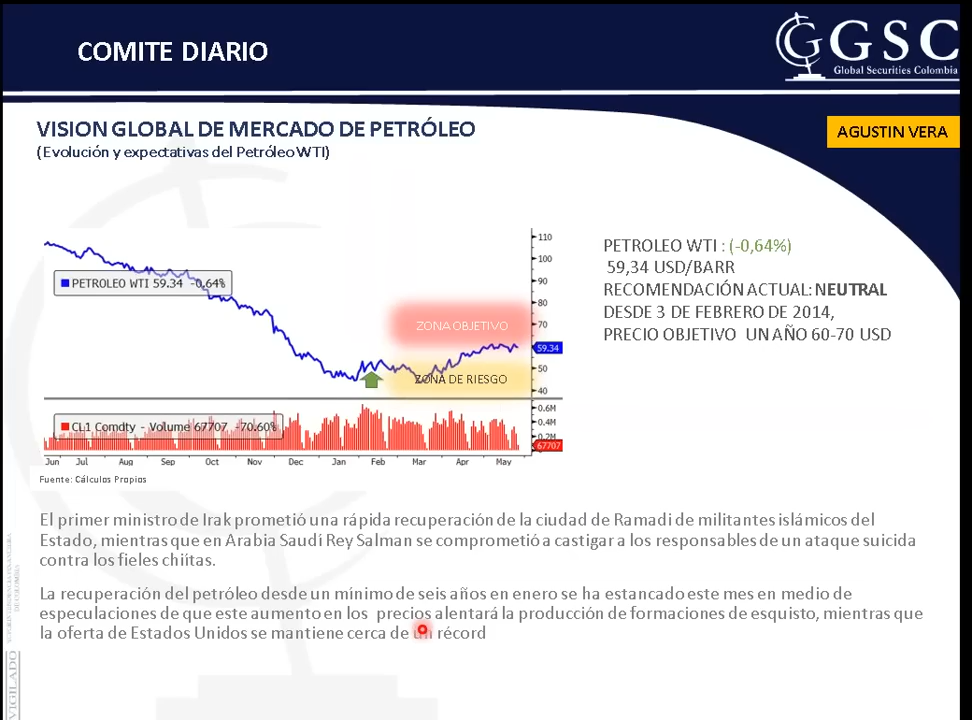 COMITE DIARIO
GGSC
Global Securities Colombia
VISION GLOBAL DE MERCADO DE PETRÓLEO
(Evolución y expectativas del Petróleo WTI)
AGUSTIN VERA
PETROLEO WTI 59.34 -0.64%
110
100
90
80
70
59.34
50
40
ZONA OBJETIVO
ZONA DE RIESGO
CL1 Comdty - Volume 67707 -70.60%
0.6M
0.4M
0.2M
67707
Jun Jul Aug Sep Oct Nov Dec Jan Feb Mar Apr May
Fuente: Cálculos Propios
PETROLEO WTI : (-0,64%)
59,34 USD/BARR
RECOMENDACIÓN ACTUAL: NEUTRAL
DESDE 3 DE FEBRERO DE 2014,
PRECIO OBJETIVO UN AÑO 60-70 USD
El primer ministro de Irak prometió una rápida recuperación de la ciudad de Ramadi de militantes islámicos del
Estado, mientras que en Arabia Saudí Rey Salman se comprometió a castigar a los responsables de un ataque suicida
contra los fieles chiítas.
La recuperación del petróleo desde un mínimo de seis años en enero se ha estancado este mes en medio de
especulaciones de que este aumento en los precios alentará la producción de formaciones de esquisto, mientras que
la oferta de Estados Unidos se mantiene cerca de un récord
VIGILADO